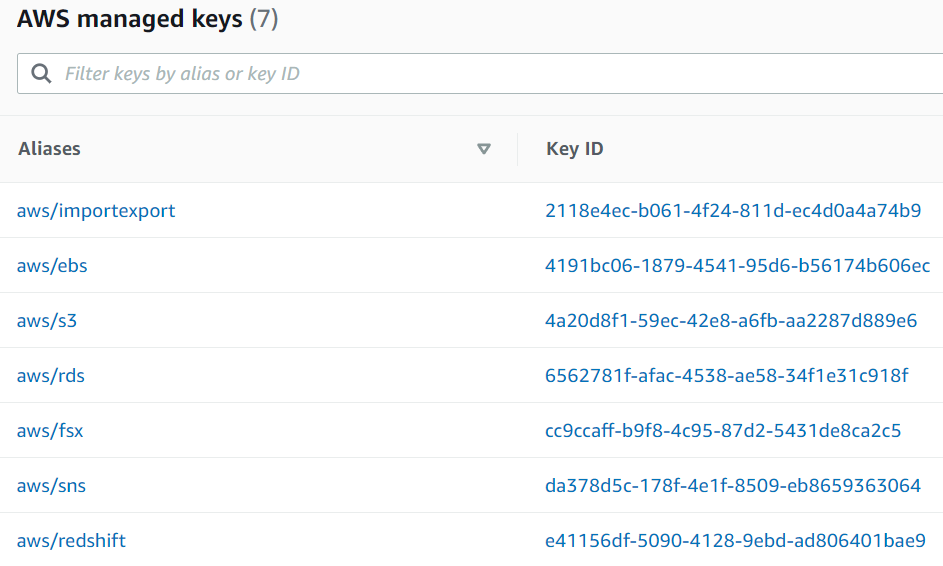 AWS managed keys (7)
Filter keys by alias or key ID
Aliases Key ID
aws/importexport 2118e4ec-b061-4f24-811d-ec4d0a4a74b9
aws/ebs 4191bc06-1879-4541-95d6-b56174b606ec
aws/s3 4a20d8f1-59ec-42e8-a6fb-aa2287d889e6
aws/rds 6562781f-afac-4538-ae58-34f1e31c918f
aws/fsx cc9ccaff-b9f8-4c95-87d2-5431de8ca2c5
aws/sns da378d5c-178f-4e1f-8509-eb8659363064
aws/redshift e41156df-5090-4128-9ebd-ad806401bae9